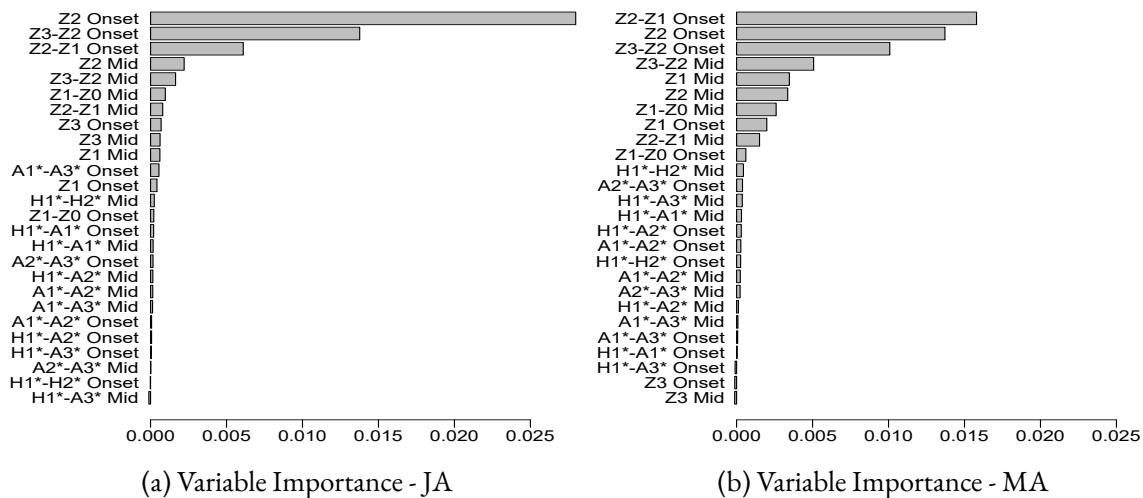 Z2 Onset
Z3-Z2 Onset
Z2-Z1 Onset
Z2 Mid
Z3-Z2 Mid
Z1-Z0 Mid
Z2-Z1 Mid
Z3 Onset
Z3 Mid
Z1 Mid
A1*-A3* Onset
Z1 Onset
H1*-H2* Mid
Z1-Z0 Onset
H1*-A1* Onset
H1*-A1* Mid
A2*-A3* Onset
H1*-A2* Mid
A1*-A2* Mid
A1*-A3* Mid
A1*-A2* Onset
H1*-A2* Onset
H1*-A3* Onset
A2*-A3* Mid
H1*-H2* Onset
H1*-A3* Mid
0.000 0.005 0.010 0.015 0.020 0.025
(a) Variable Importance - JA
Z2-Z1 Onset
Z2 Onset
Z3-Z2 Onset
Z3-Z2 Mid
Z1 Mid
Z2 Mid
Z1-Z0 Mid
Z1 Onset
Z2-Z1 Mid
Z1-Z0 Onset
H1*-H2* Mid
A2*-A3* Onset
H1*-A3* Mid
H1*-A1* Mid
H1*-A2* Onset
A1*-A2* Onset
H1*-H2* Onset
A1*-A2* Mid
A2*-A3* Mid
H1*-A2* Mid
A1*-A3* Mid
A1*-A3* Onset
H1*-A1* Onset
H1*-A3* Onset
Z3 Onset
Z3 Mid
0.000 0.005 0.010 0.015 0.020 0.025
(b) Variable Importance - MA